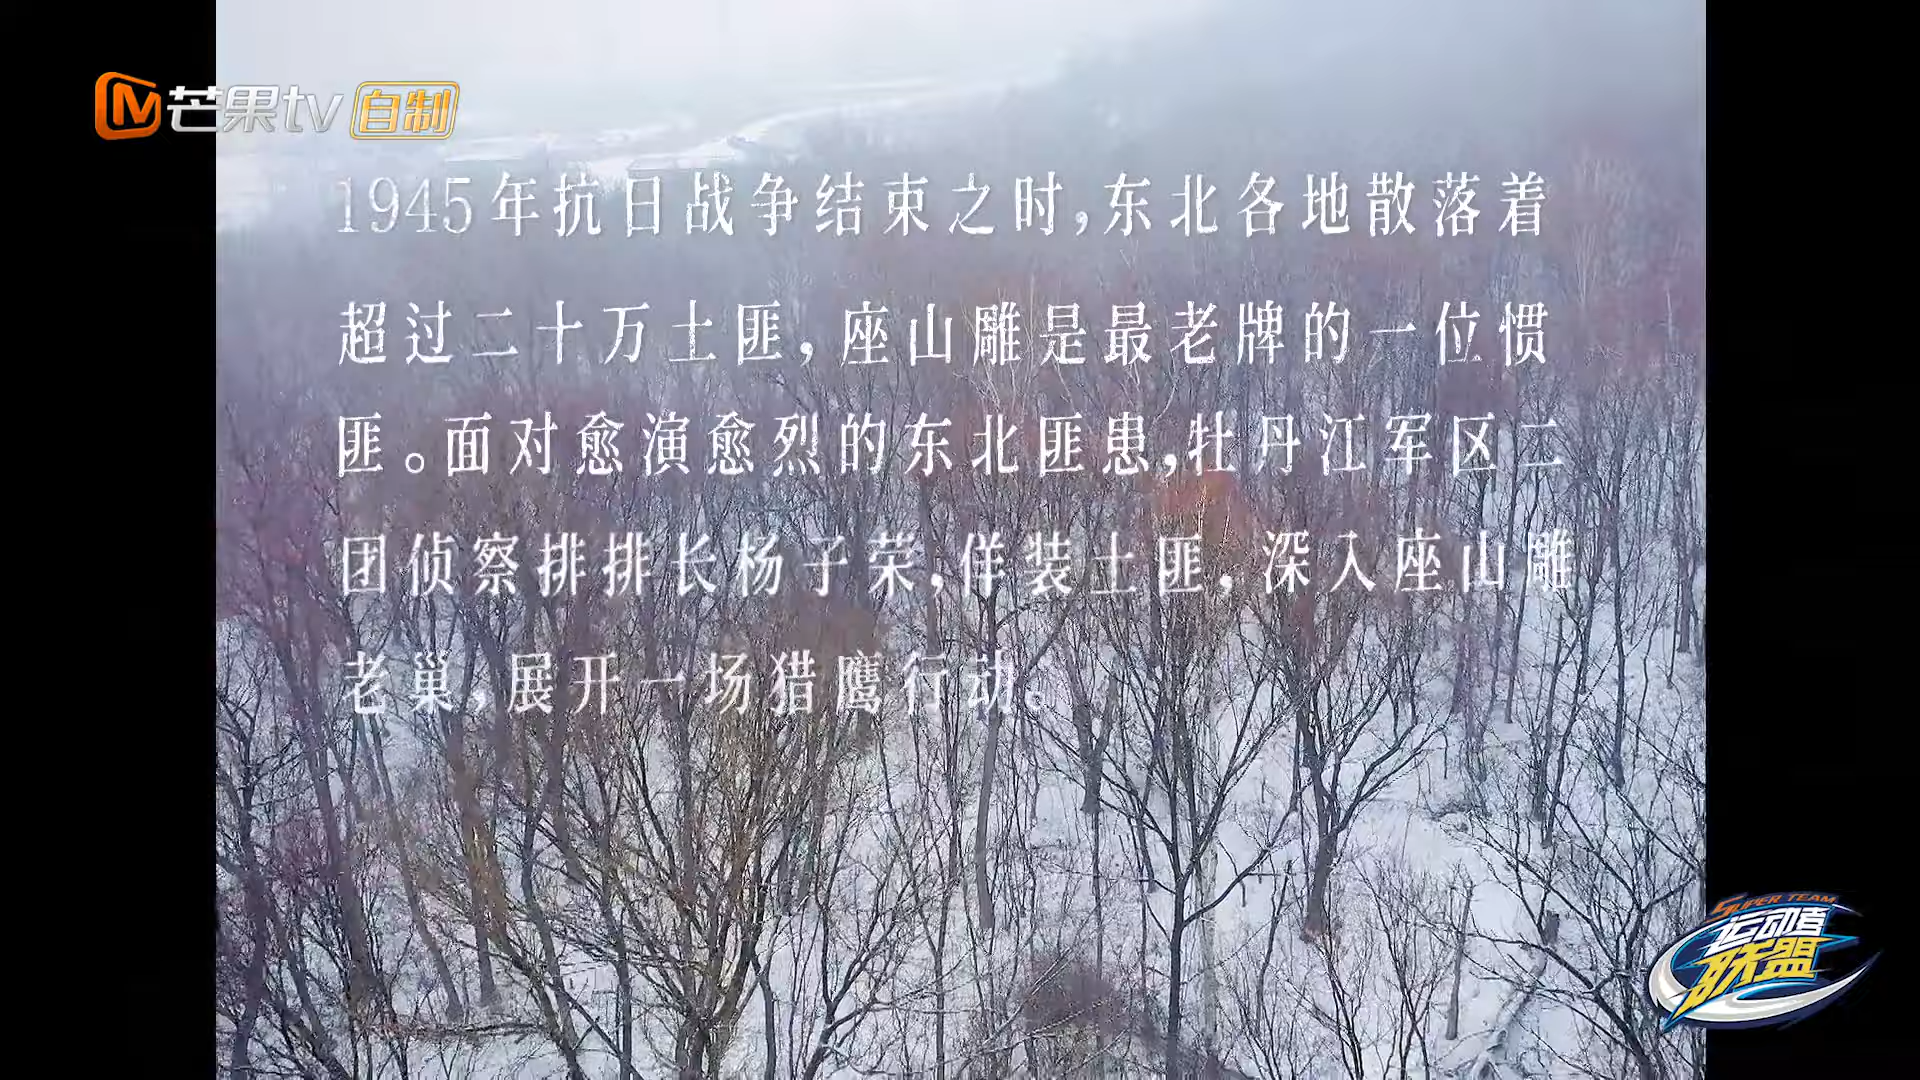 芒果tv 自制
1945年抗日战争结束之时,东北各地散落着
超过二十万土匪,座山雕是最老牌的一位惯
匪。面对愈演愈烈的东北匪患,牡丹江军区二
团侦察排排长杨子荣,佯装土匪,深入座山雕
老巢,展开一场猎鹰行动。
SUPER TEAM
运动者
联盟